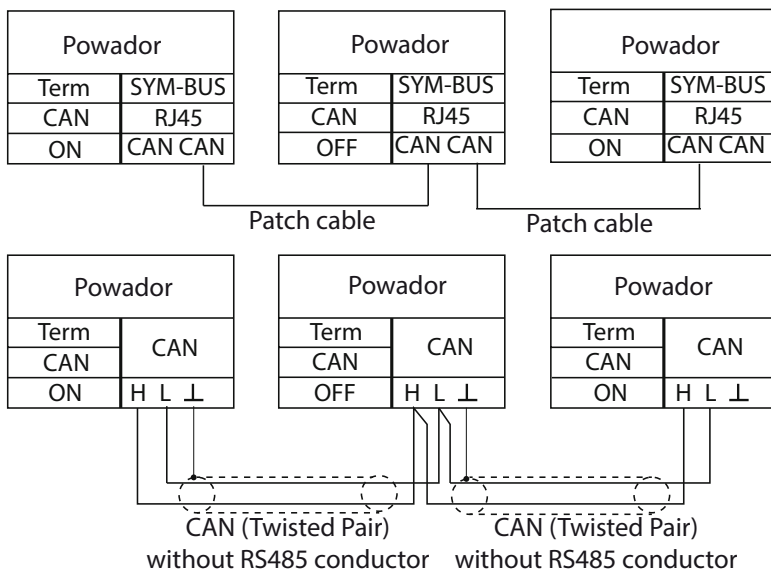 Powador
Powador
Powador
Term SYM-BUS
Term SYM-BUS
Term SYM-BUS
CAN RJ45
CAN RJ45
CAN RJ45
ON CAN CAN
OFF CAN CAN
ON CAN CAN
Patch cable
Patch cable
Powador
Powador
Powador
Term
CAN
CAN
ON H L ⊥
Term
CAN
CAN
OFF H L ⊥
Term
CAN
CAN
ON H L ⊥
CAN (Twisted Pair)
without RS485 conductor
CAN (Twisted Pair)
without RS485 conductor